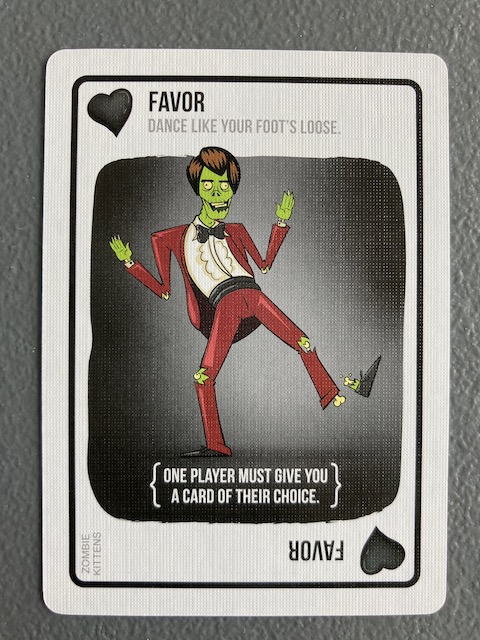 FAVOR
DANCE LIKE YOUR FOOT'S LOOSE.
ONE PLAYER MUST GIVE YOU
A CARD OF THEIR CHOICE.
ZOMBIE
KITTENS
FAVOR